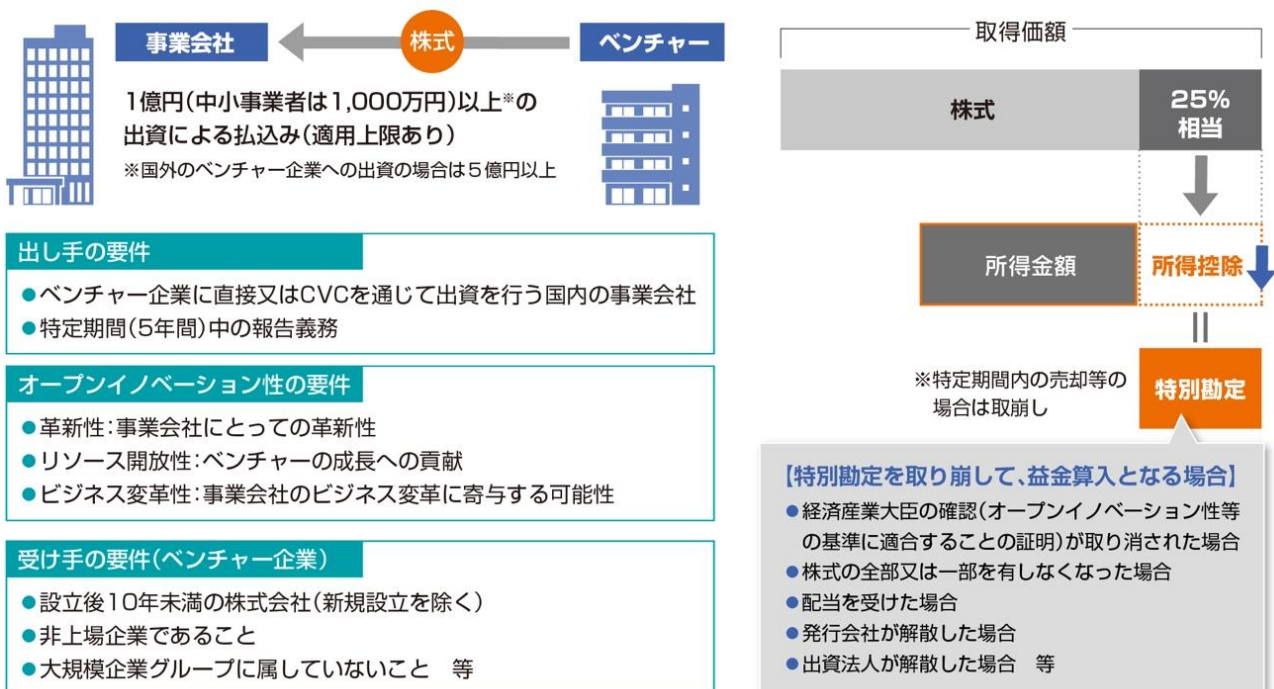 事業会社
株式
ベンチャー
1億円(中小事業者は1,000万円)以上※の
出資による払込み(適用上限あり)
※国外のベンチャー企業への出資の場合は5億円以上
出し手の要件
●ベンチャー企業に直接又はCVCを通じて出資を行う国内の事業会社
●特定期間(5年間)中の報告義務
オープンイノベーション性の要件
●革新性:事業会社にとっての革新性
●リソース開放性:ベンチャーの成長への貢献
●ビジネス変革性:事業会社のビジネス変革に寄与する可能性
受け手の要件(ベンチャー企業)
●設立後10年未満の株式会社(新規設立を除く)
●非上場企業であること
●大規模企業グループに属していないこと 等
取得価額
株式
25%
相当
所得金額
所得控除
※特定期間内の売却等の
場合は取崩し
特別勘定
【特別勘定を取り崩して、益金算入となる場合】
●経済産業大臣の確認(オープンイノベーション性等
の基準に適合することの証明)が取り消された場合
●株式の全部又は一部を有しなくなった場合
●配当を受けた場合
●発行会社が解散した場合
●出資法人が解散した場合 等